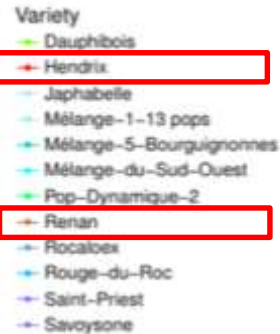 Variety
Dauphibois
Hendrix
Japhabelle
Mélange-1-13 pops
Mélange-5-Bourguignonnes
Mélange-du-Sud-Ouest
Pop-Dynamique-2
Renan
Rocaloex
Rouge-du-Roc
Saint-Priest
Savoysone